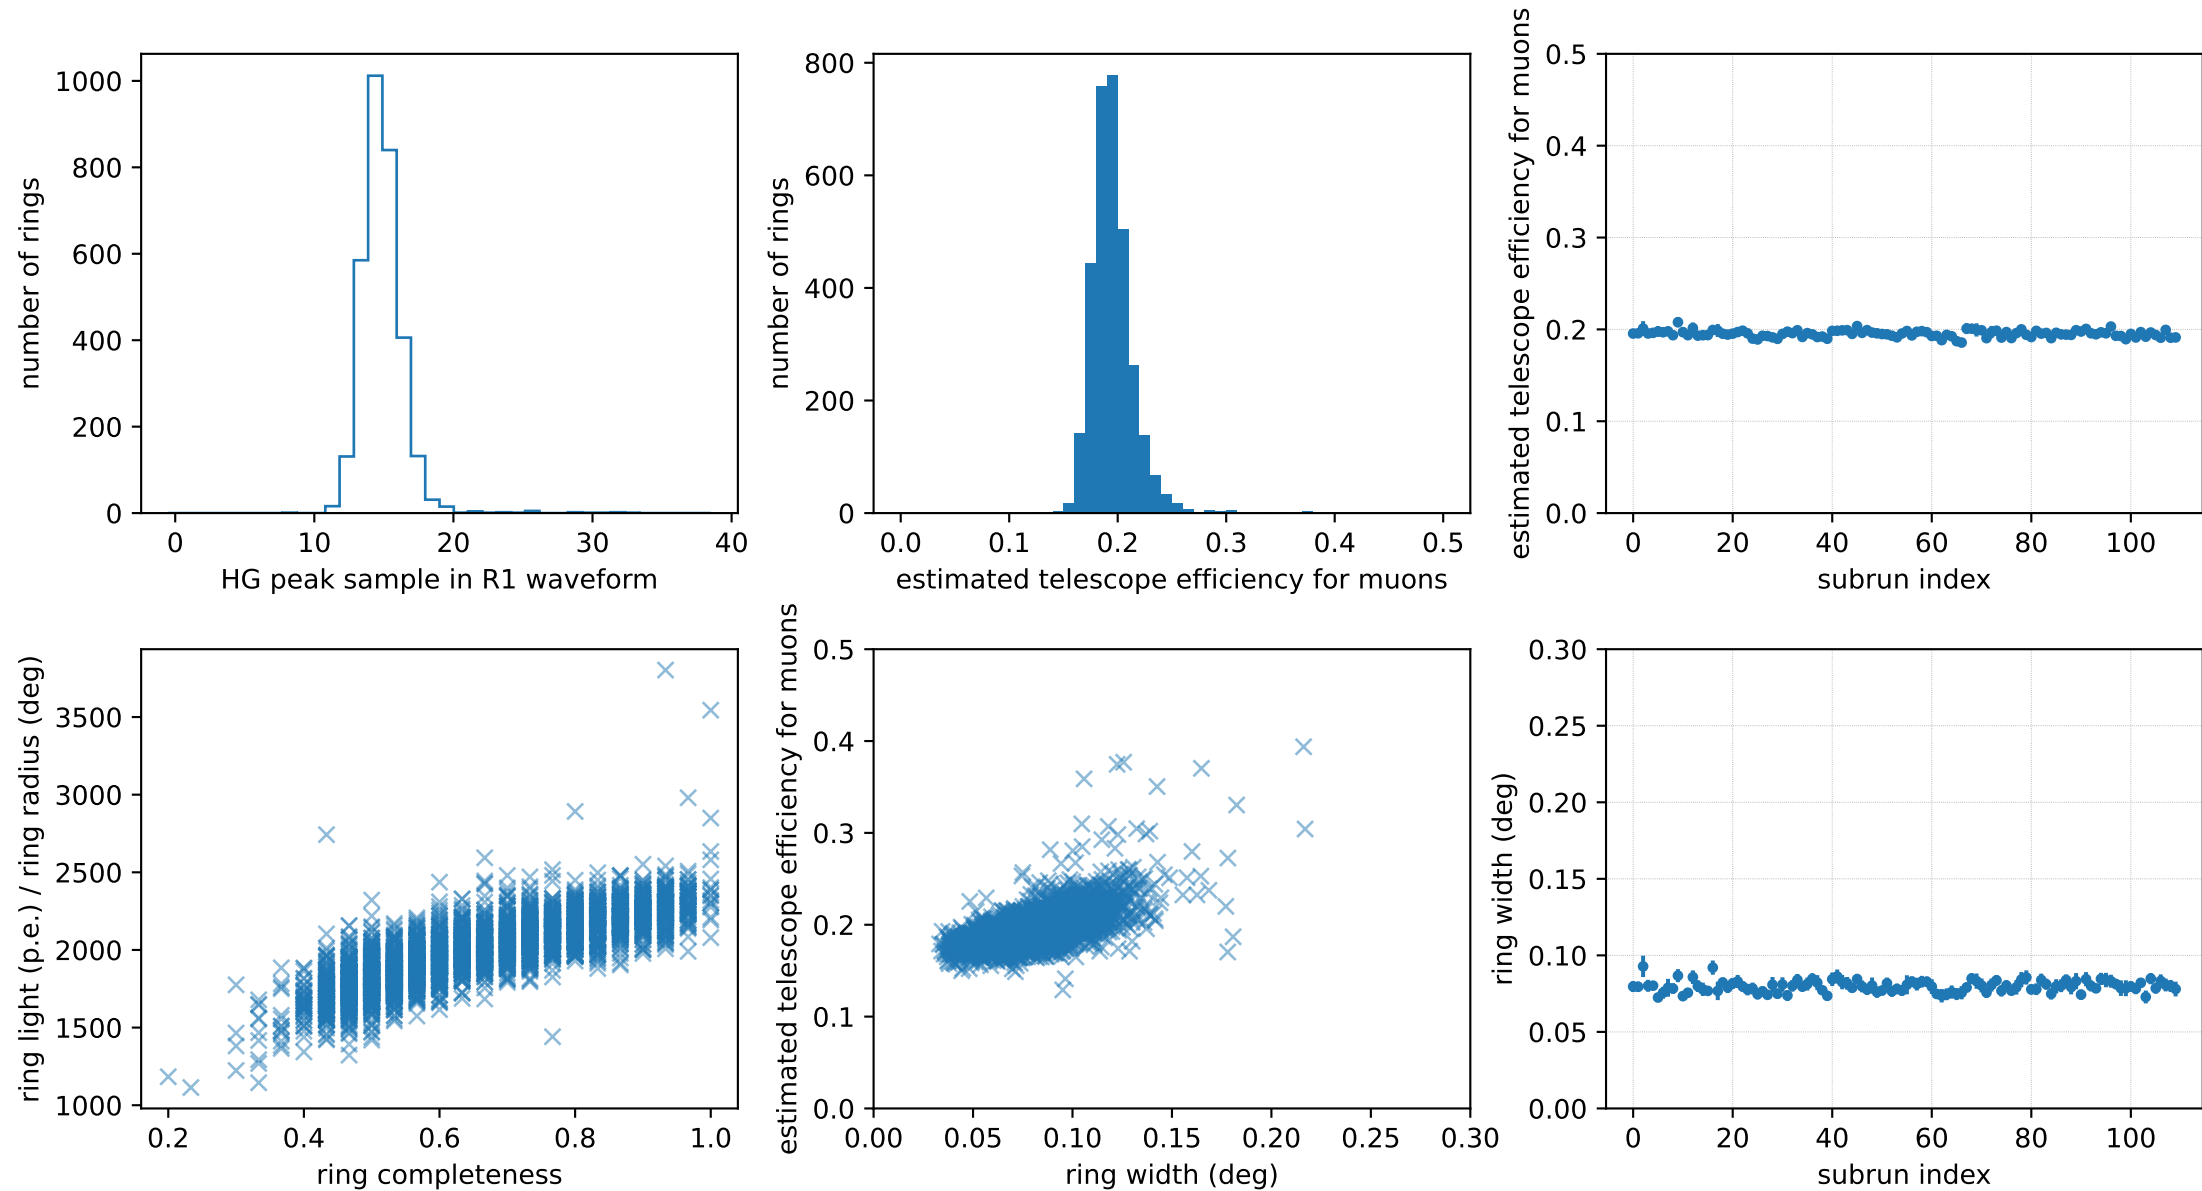 1000
800
600
400
200
0
number of rings
0 10 20 30 40
HG peak sample in R1 waveform
800
600
400
200
0
number of rings
0.0 0.1 0.2 0.3 0.4 0.5
estimated telescope efficiency for muons
0.5
0.4
0.3
0.2
0.1
0.0
estimated telescope efficiency for muons
0 20 40 60 80 100
subrun index
3500
3000
2500
2000
1500
1000
ring light (p.e.) / ring radius (deg)
0.2 0.4 0.6 0.8 1.0
ring completeness
0.5
0.4
0.3
0.2
0.1
0.0
estimated telescope efficiency for muons
0.00 0.05 0.10 0.15 0.20 0.25 0.30
ring width (deg)
0.30
0.25
0.20
0.15
0.10
0.05
0.00
ring width (deg)
0 20 40 60 80 100
subrun index